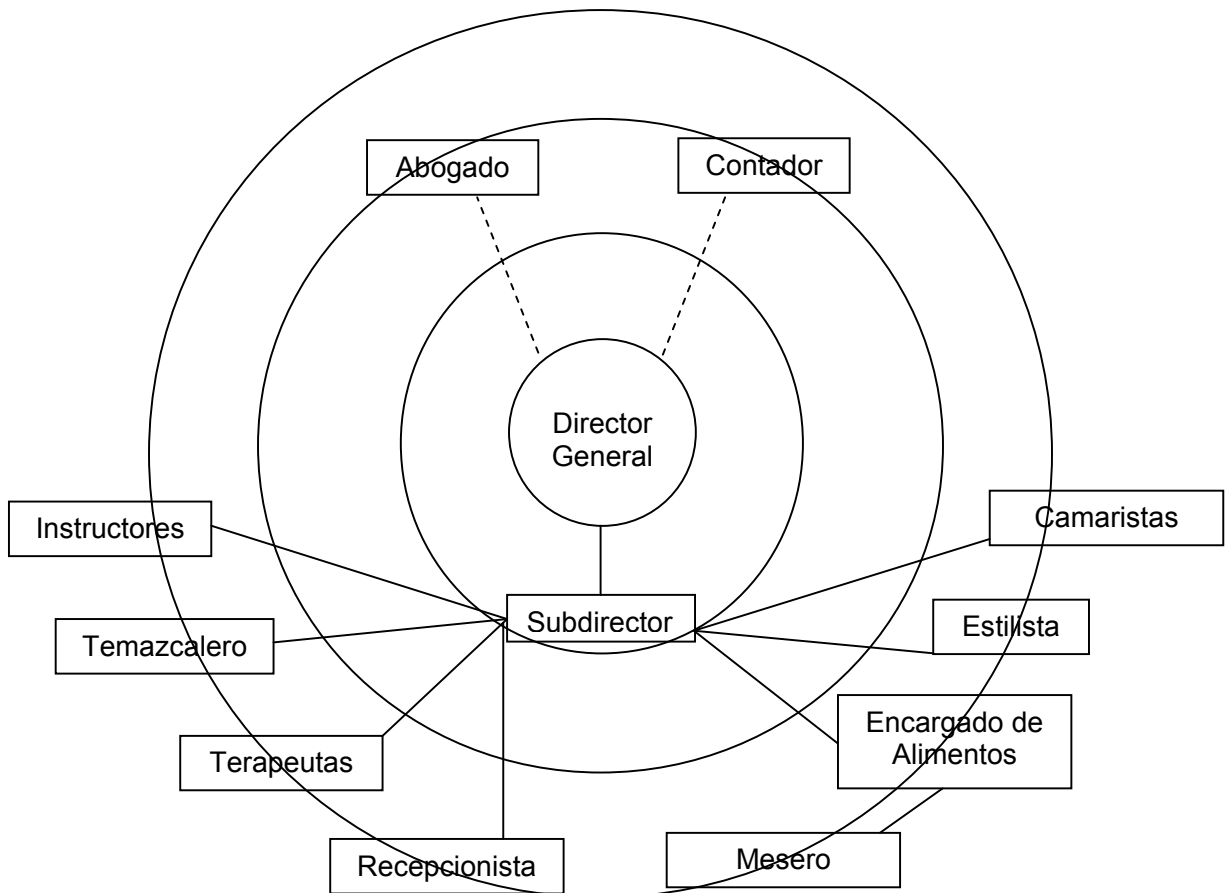 Abogado
Contador
Director
General
Instructores
Camaristas
Subdirector
Estilista
Temazcalero
Encargado de
Alimentos
Terapeutas
Recepcionista
Mesero